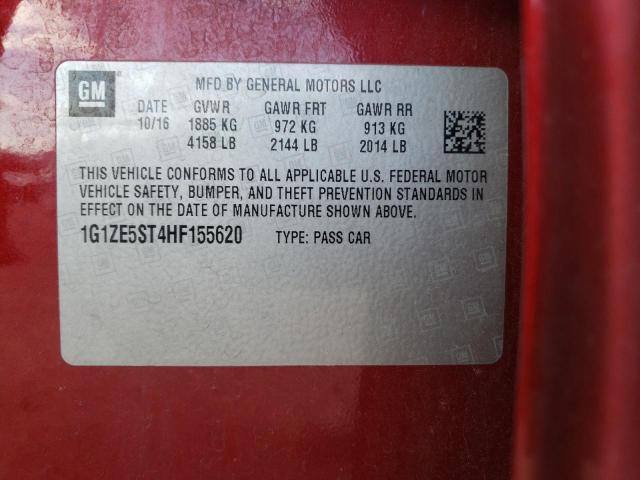 GM MFD BY GENERAL MOTORS LLC
DATE GVWR GAWR FRT GAWR RR
10/16 1885 KG 972 KG 913 KG
4158 LB 2144 LB 2014 LB
THIS VEHICLE CONFORMS TO ALL APPLICABLE U.S. FEDERAL MOTOR
VEHICLE SAFETY, BUMPER, AND THEFT PREVENTION STANDARDS IN
EFFECT ON THE DATE OF MANUFACTURE SHOWN ABOVE.
1G1ZE5ST4HF155620 TYPE: PASS CAR